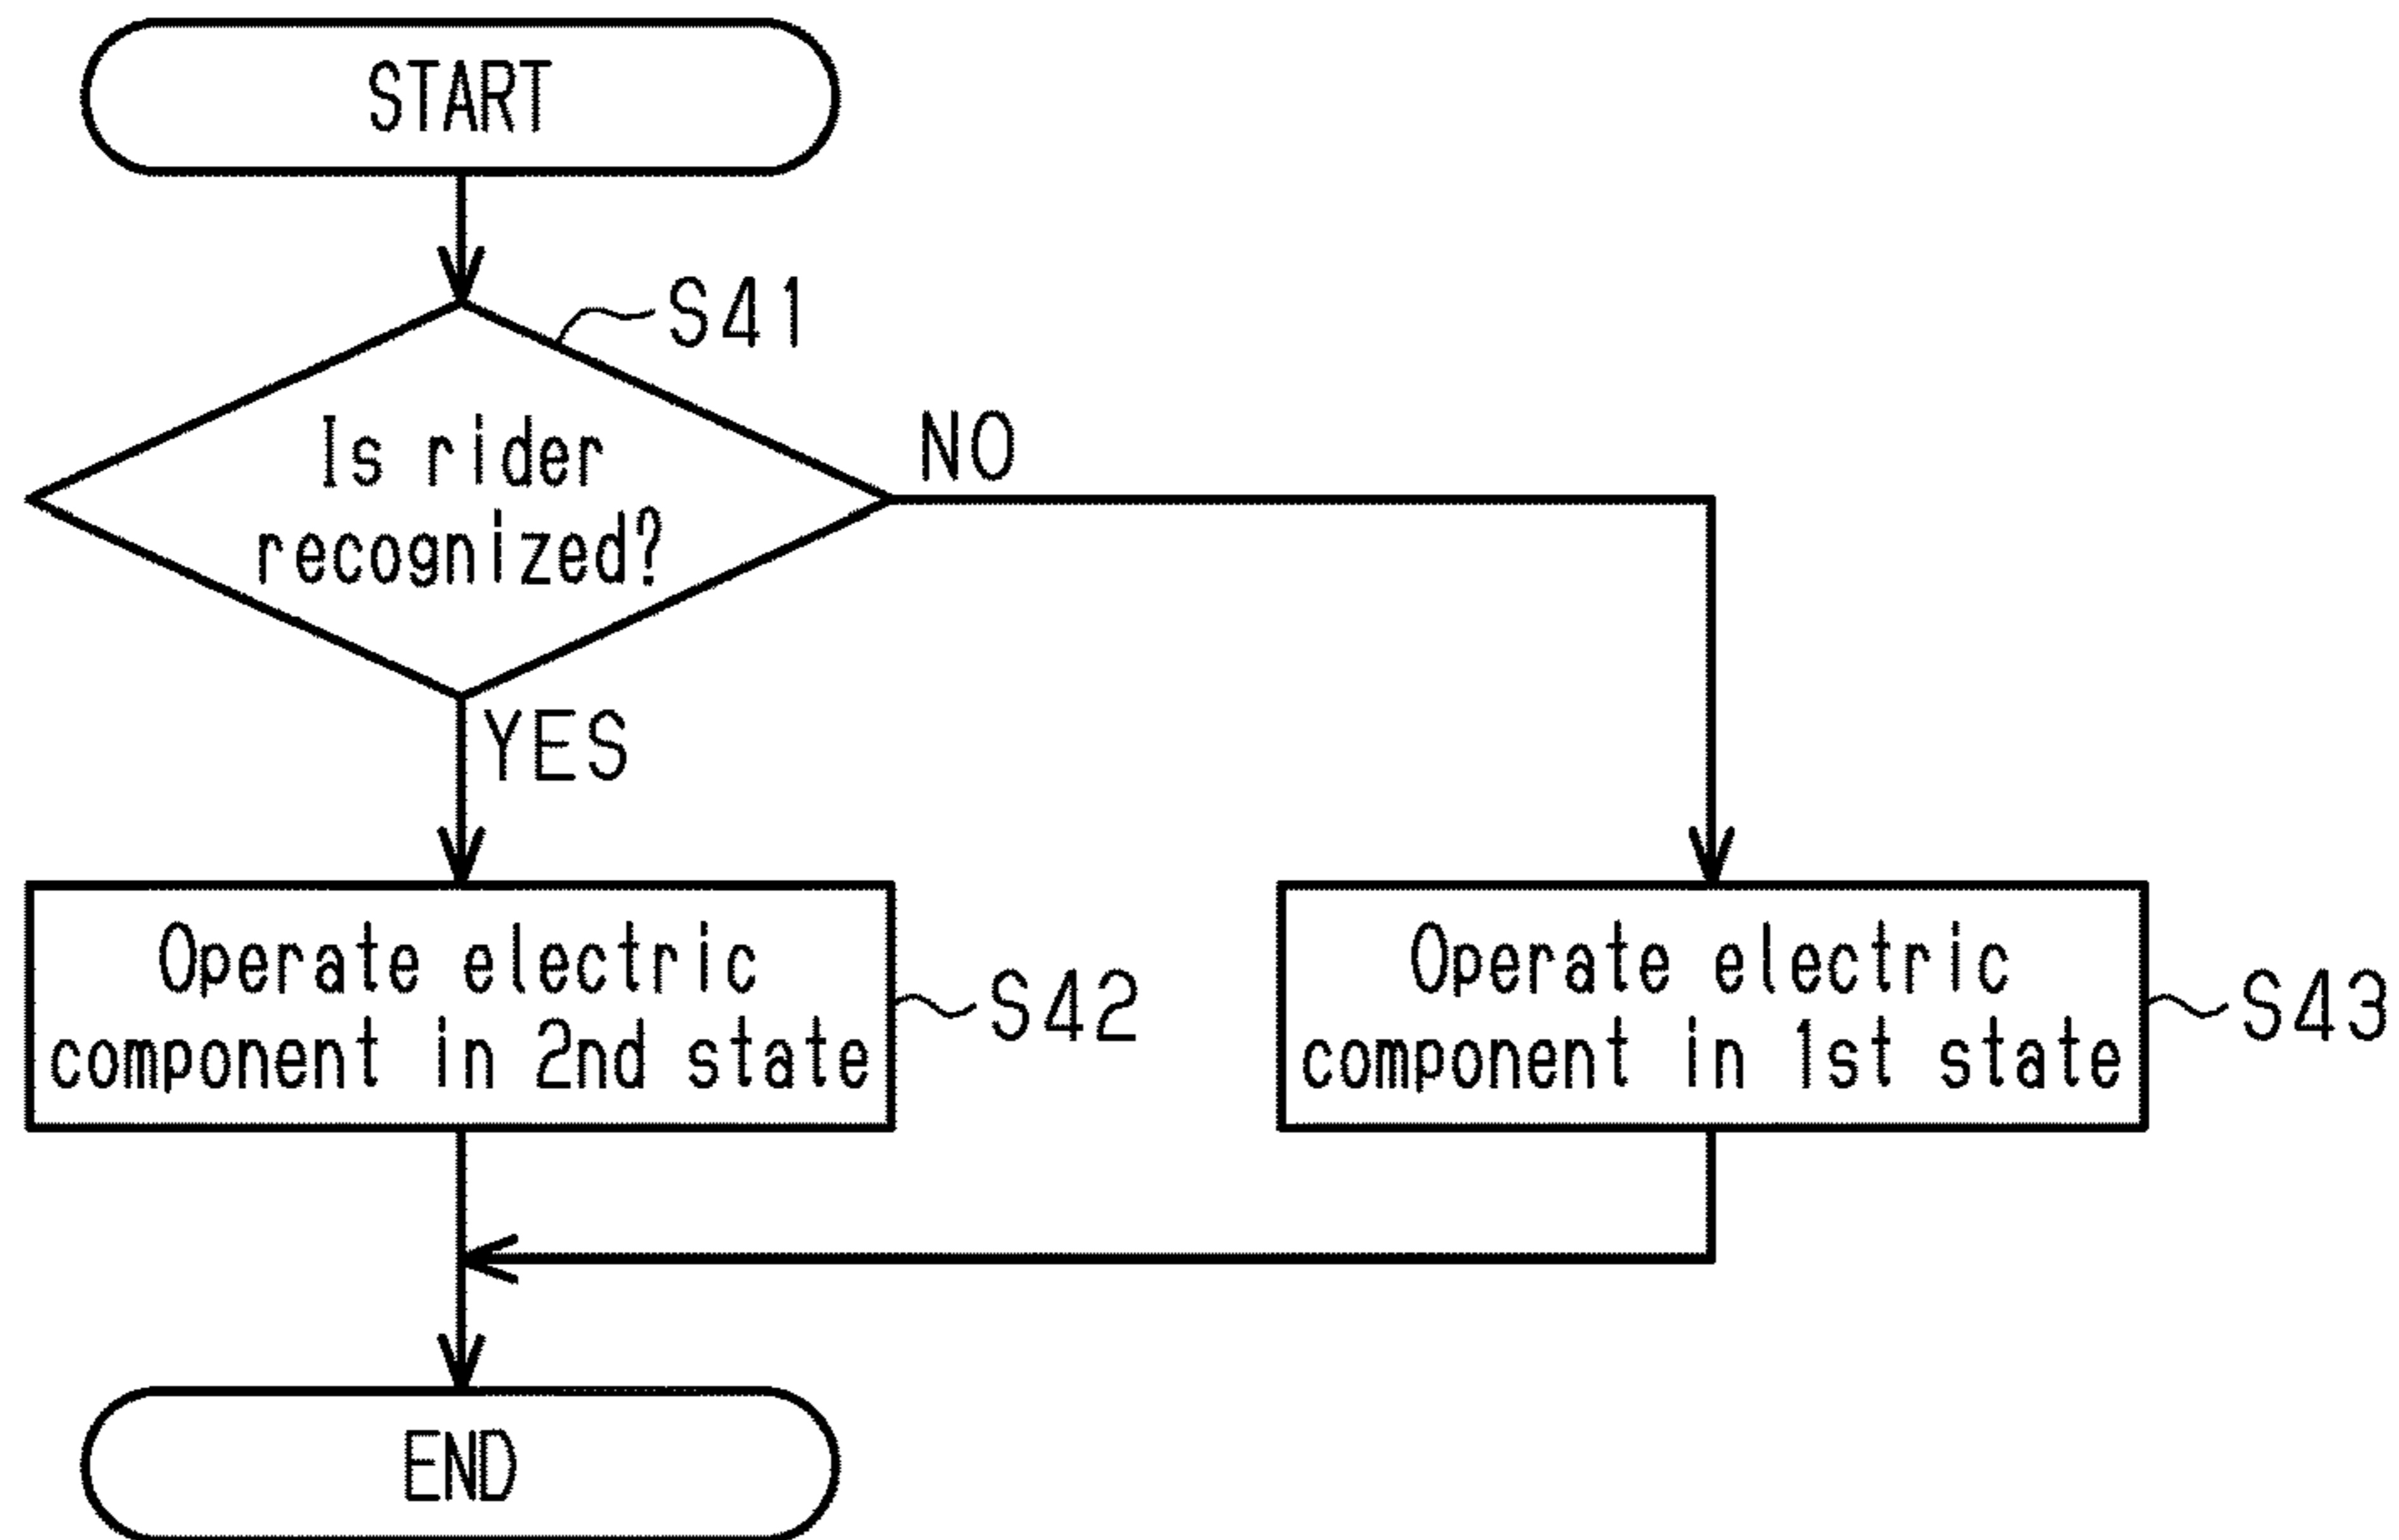 START
S41
Is rider
recognized?
NO
YES
Operate electric
component in 2nd state
S42
Operate electric
component in 1st state
S43
END